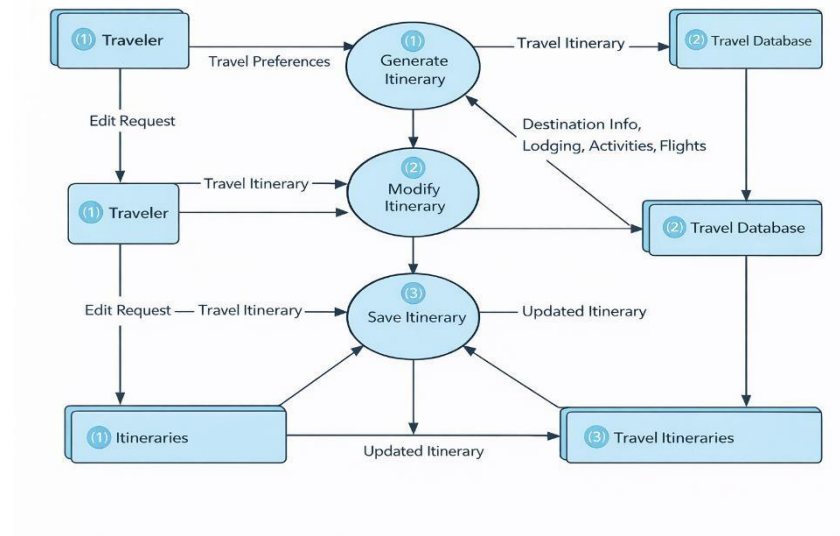 (1) Traveler
Travel Preferences
(1)
Generate
Itinerary
Travel Itinerary
(2) Travel Database
Edit Request
Destination Info,
Lodging, Activities, Flights
(1) Traveler
Travel Itinerary
(2)
Modify
Itinerary
(2) Travel Database
Edit Request
Travel Itinerary
(3)
Save Itinerary
Updated Itinerary
(1) Itineraries
Updated Itinerary
(3) Travel Itineraries